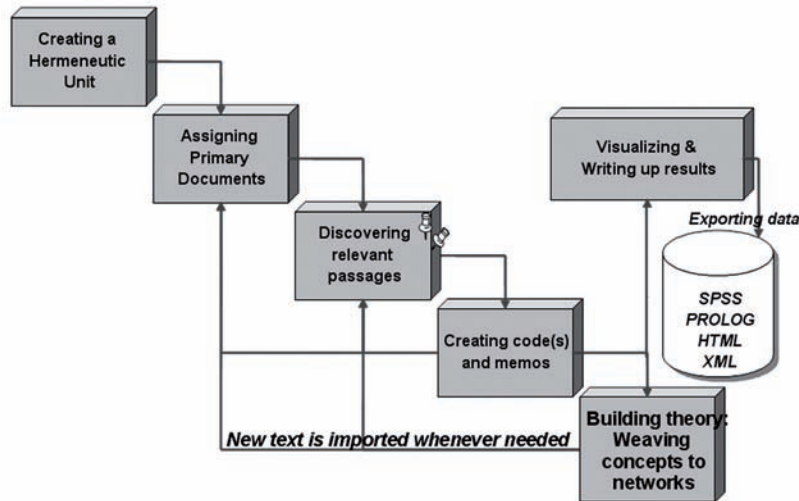 Creating a
Hermeneutic
Unit
Assigning
Primary
Documents
Visualizing &
Writing up results
Discovering
relevant
passages
Exporting data
SPSS
PROLOG
HTML
XML
Creating code(s)
and memos
Building theory:
Weaving
concepts to
networks
New text is imported whenever needed